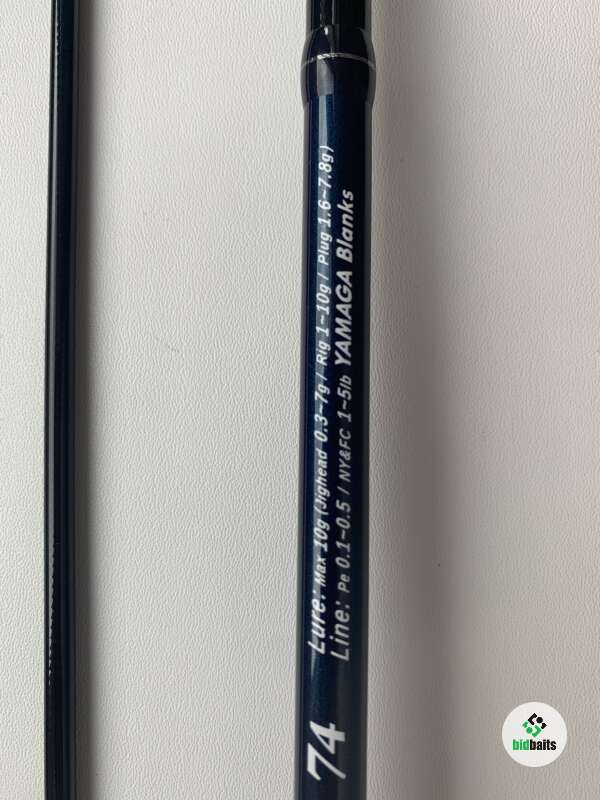 74
Lure: Max 10g (Jighead 0.3~7g / Rig 1~10g / Plug 1.6~7.8g)
Line: Pe 0.1~0.5 / NY&FC 1~5lb YAMAGA Blanks
bidbaits